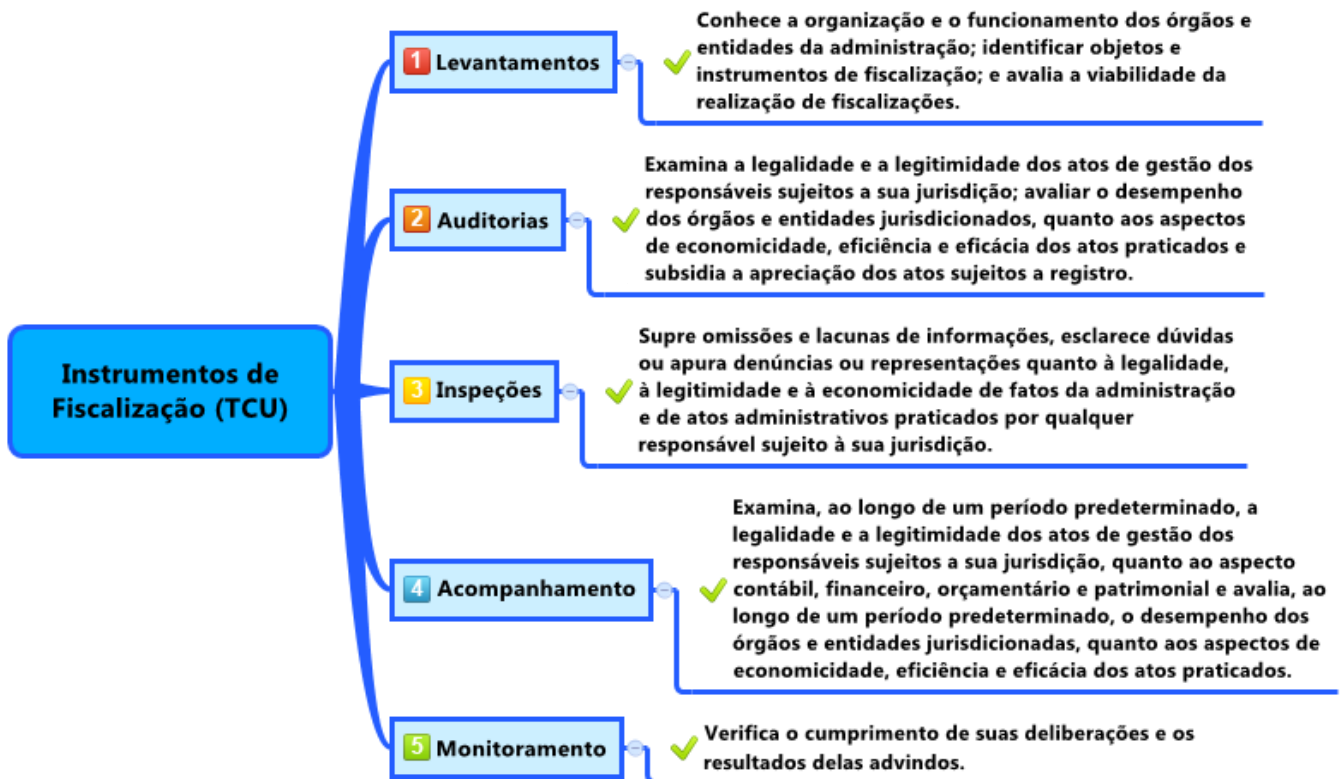 Instrumentos de
Fiscalização (TCU)
1 Levantamentos
Conhece a organização e o funcionamento dos órgãos e
entidades da administração; identificar objetos e
instrumentos de fiscalização; e avalia a viabilidade da
realização de fiscalizações.
2 Auditorias
Examina a legalidade e a legitimidade dos atos de gestão dos
responsáveis sujeitos a sua jurisdição; avaliar o desempenho
dos órgãos e entidades jurisdicionados, quanto aos aspectos
de economicidade, eficiência e eficácia dos atos praticados e
subsidia a apreciação dos atos sujeitos a registro.
3 Inspeções
Supre omissões e lacunas de informações, esclarece dúvidas
ou apura denúncias ou representações quanto à legalidade,
à legitimidade e à economicidade de fatos da administração
e de atos administrativos praticados por qualquer
responsável sujeito à sua jurisdição.
4 Acompanhamento
Examina, ao longo de um período predeterminado, a
legalidade e a legitimidade dos atos de gestão dos
responsáveis sujeitos a sua jurisdição, quanto ao aspecto
contábil, financeiro, orçamentário e patrimonial e avalia, ao
longo de um período predeterminado, o desempenho dos
órgãos e entidades jurisdicionadas, quanto aos aspectos de
economicidade, eficiência e eficácia dos atos praticados.
5 Monitoramento
Verifica o cumprimento de suas deliberações e os
resultados delas advindos.